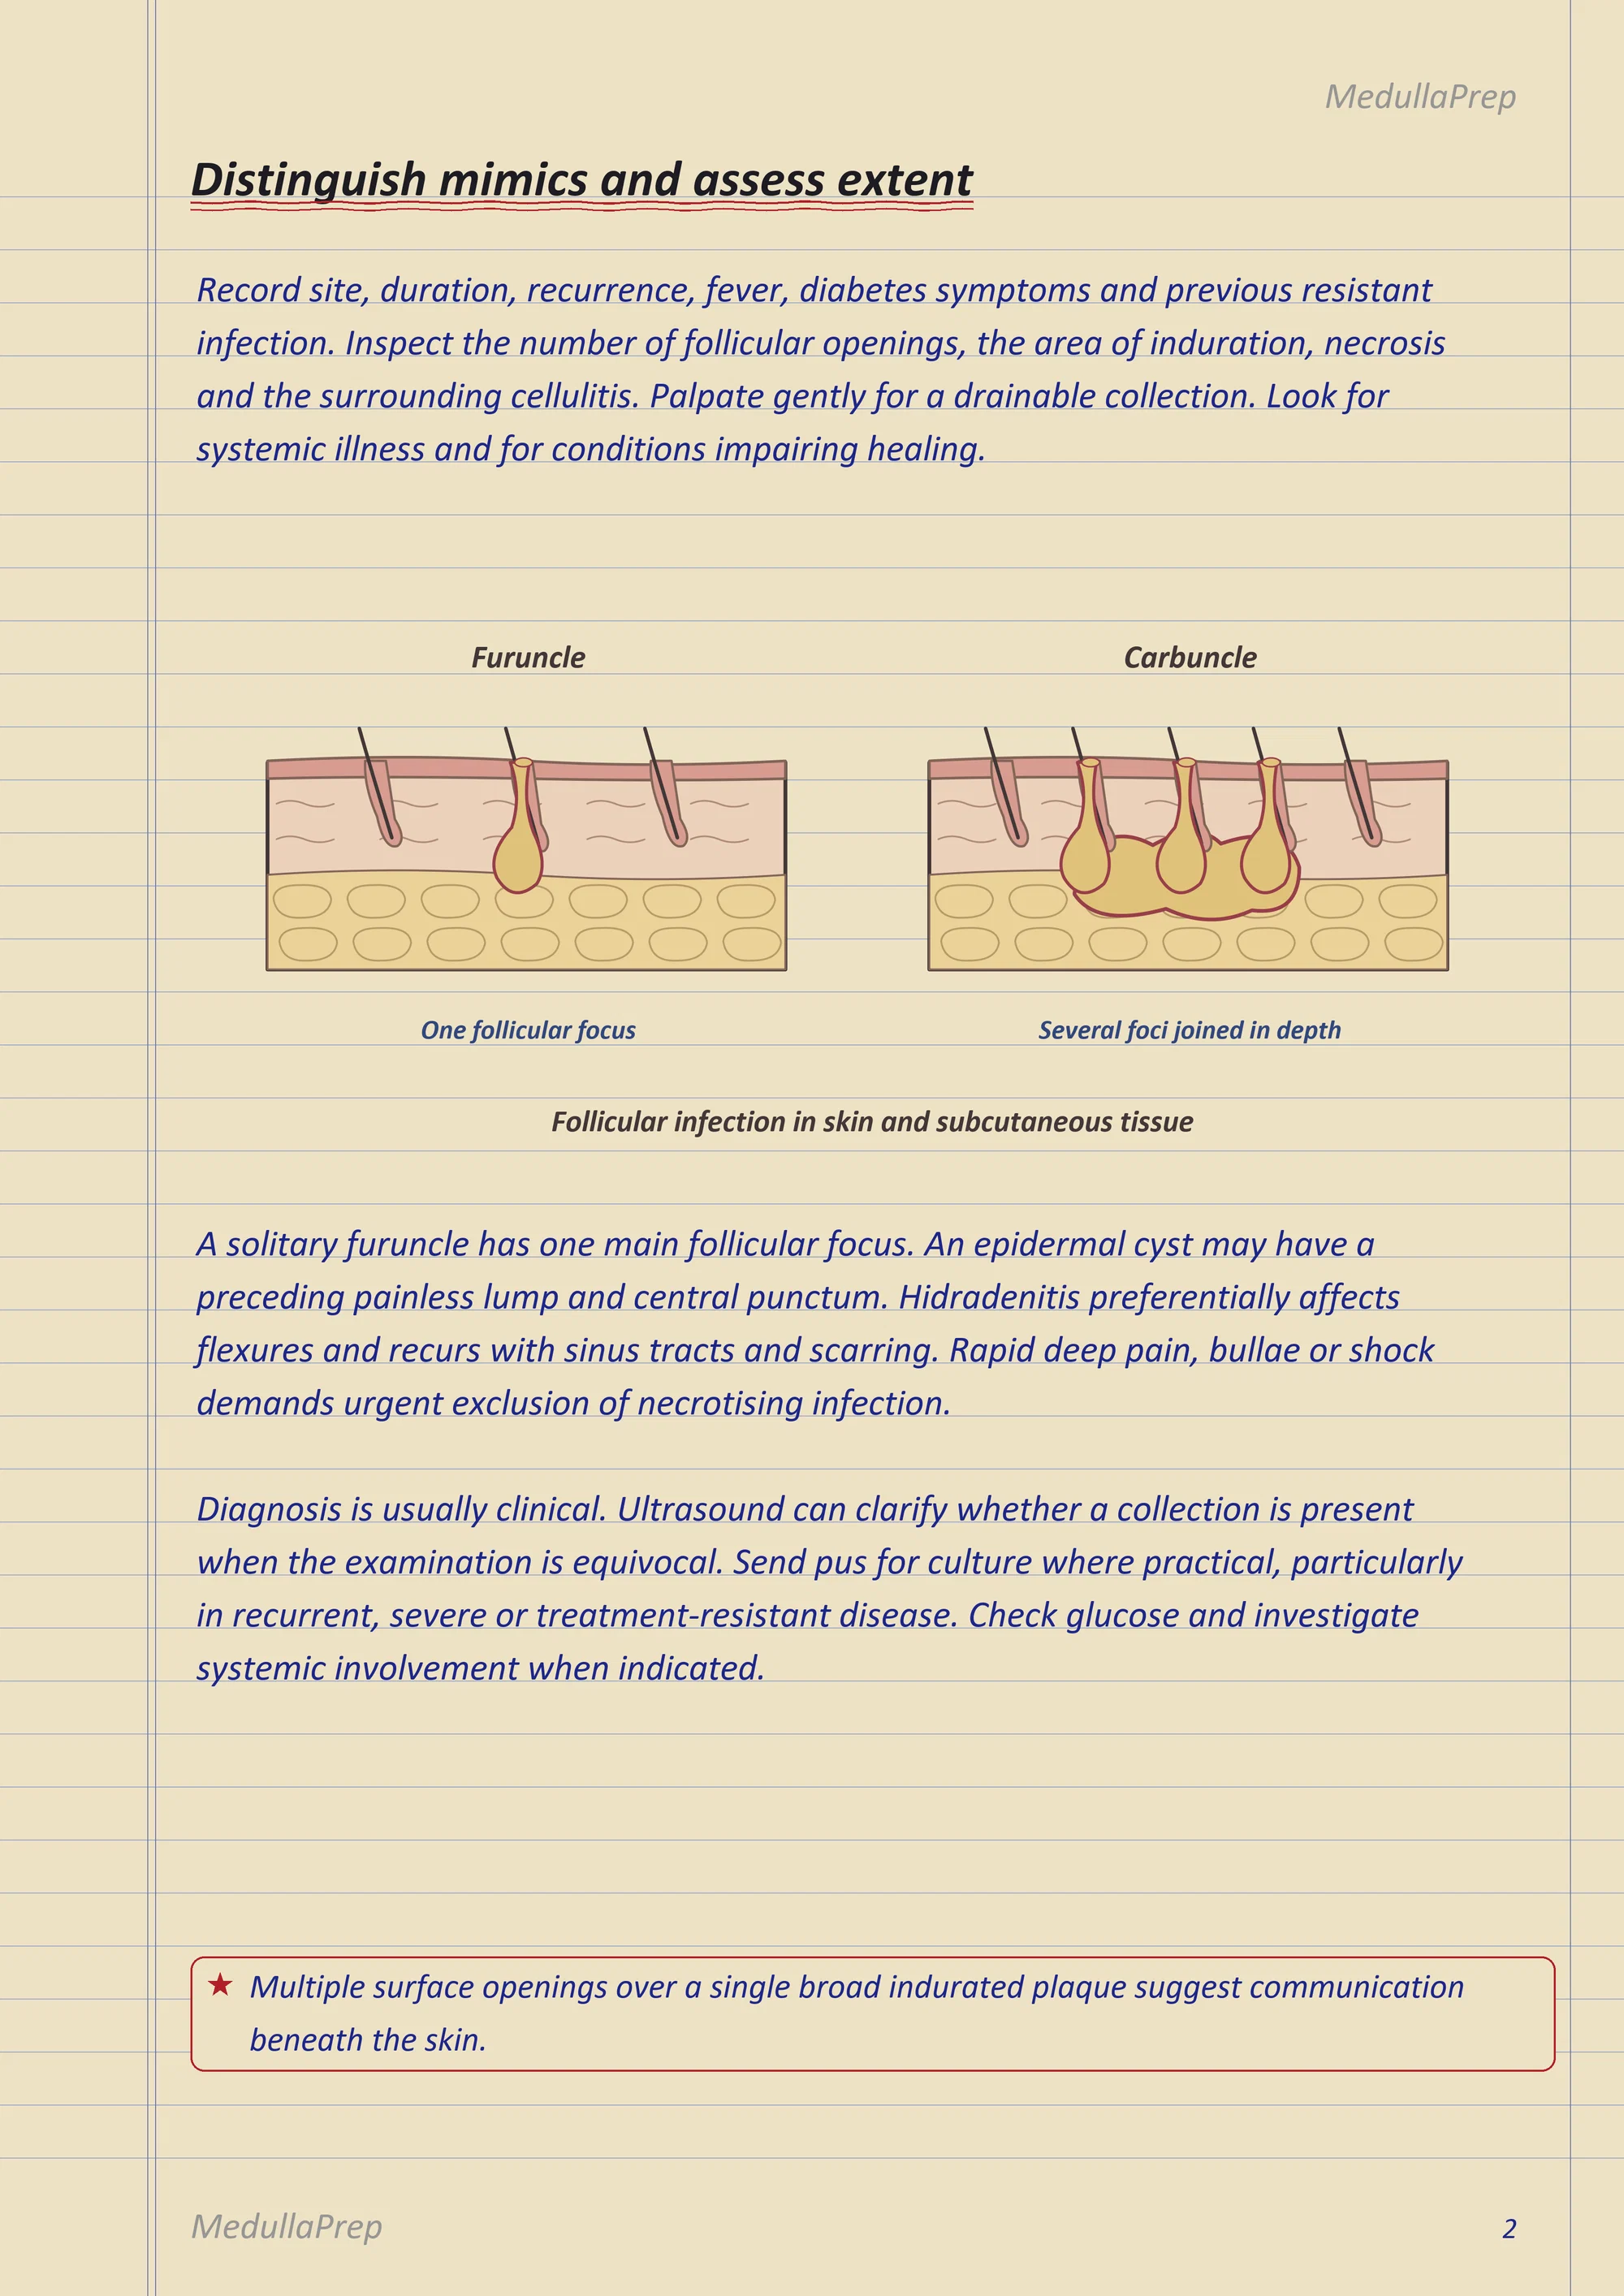 MedullaPrep
Distinguish mimics and assess extent
Record site, duration, recurrence, fever, diabetes symptoms and previous resistant
infection. Inspect the number of follicular openings, the area of induration, necrosis
and the surrounding cellulitis. Palpate gently for a drainable collection. Look for
systemic illness and for conditions impairing healing.
Furuncle
Carbuncle
One follicular focus
Several foci joined in depth
Follicular infection in skin and subcutaneous tissue
A solitary furuncle has one main follicular focus. An epidermal cyst may have a
preceding painless lump and central punctum. Hidradenitis preferentially affects
flexures and recurs with sinus tracts and scarring. Rapid deep pain, bullae or shock
demands urgent exclusion of necrotising infection.
Diagnosis is usually clinical. Ultrasound can clarify whether a collection is present
when the examination is equivocal. Send pus for culture where practical, particularly
in recurrent, severe or treatment-resistant disease. Check glucose and investigate
systemic involvement when indicated.
★ Multiple surface openings over a single broad indurated plaque suggest communication
beneath the skin.
MedullaPrep
2